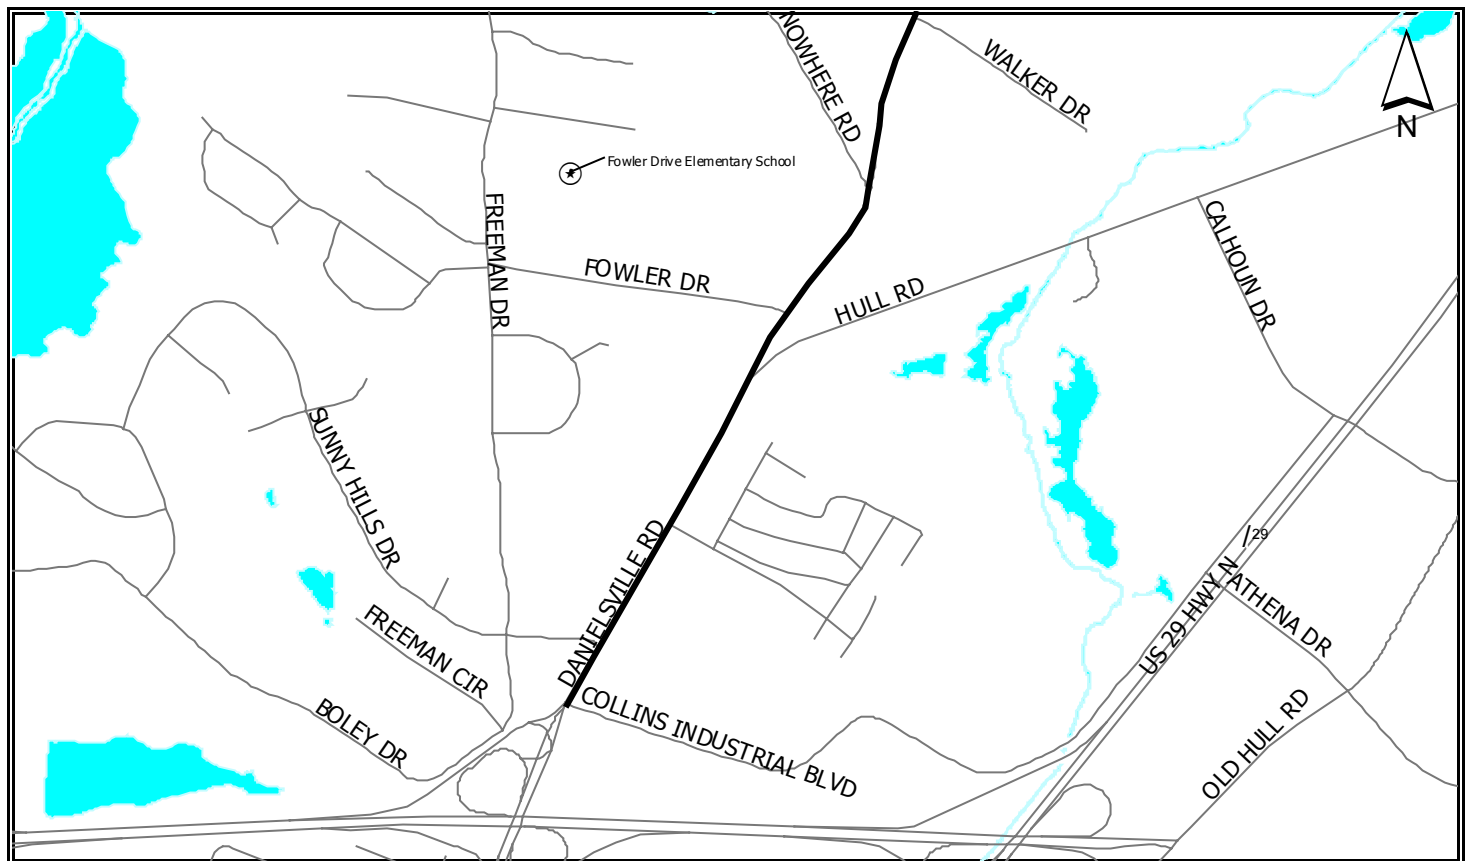 NOWHERE RD
WALKER DR
N
Fowler Drive Elementary School
FREEMAN DR
CALHOUN DR
FOWLER DR
HULL RD
SUNNY HILLS DR
DANIELSVILLE RD
29
US 29 HWY N
ATHENA DR
FREEMAN CIR
COLLINS INDUSTRIAL BLVD
BOLEY DR
OLD HULL RD